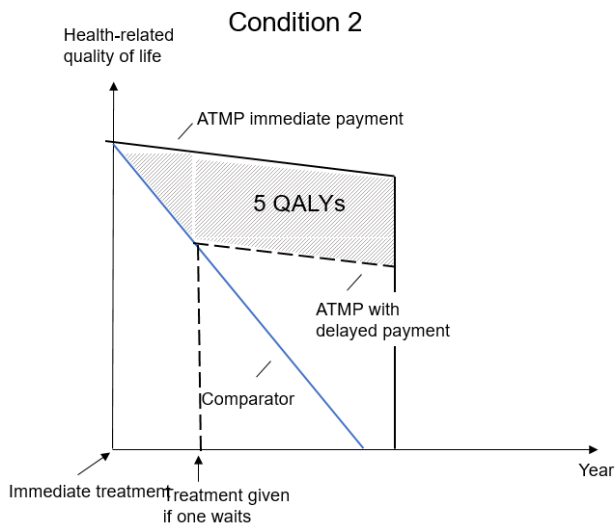 Condition 2
Health-related
quality of life
ATMP immediate payment
5 QALYs
ATMP with
delayed payment
Comparator
Year
Immediate treatment
Treatment given
if one waits